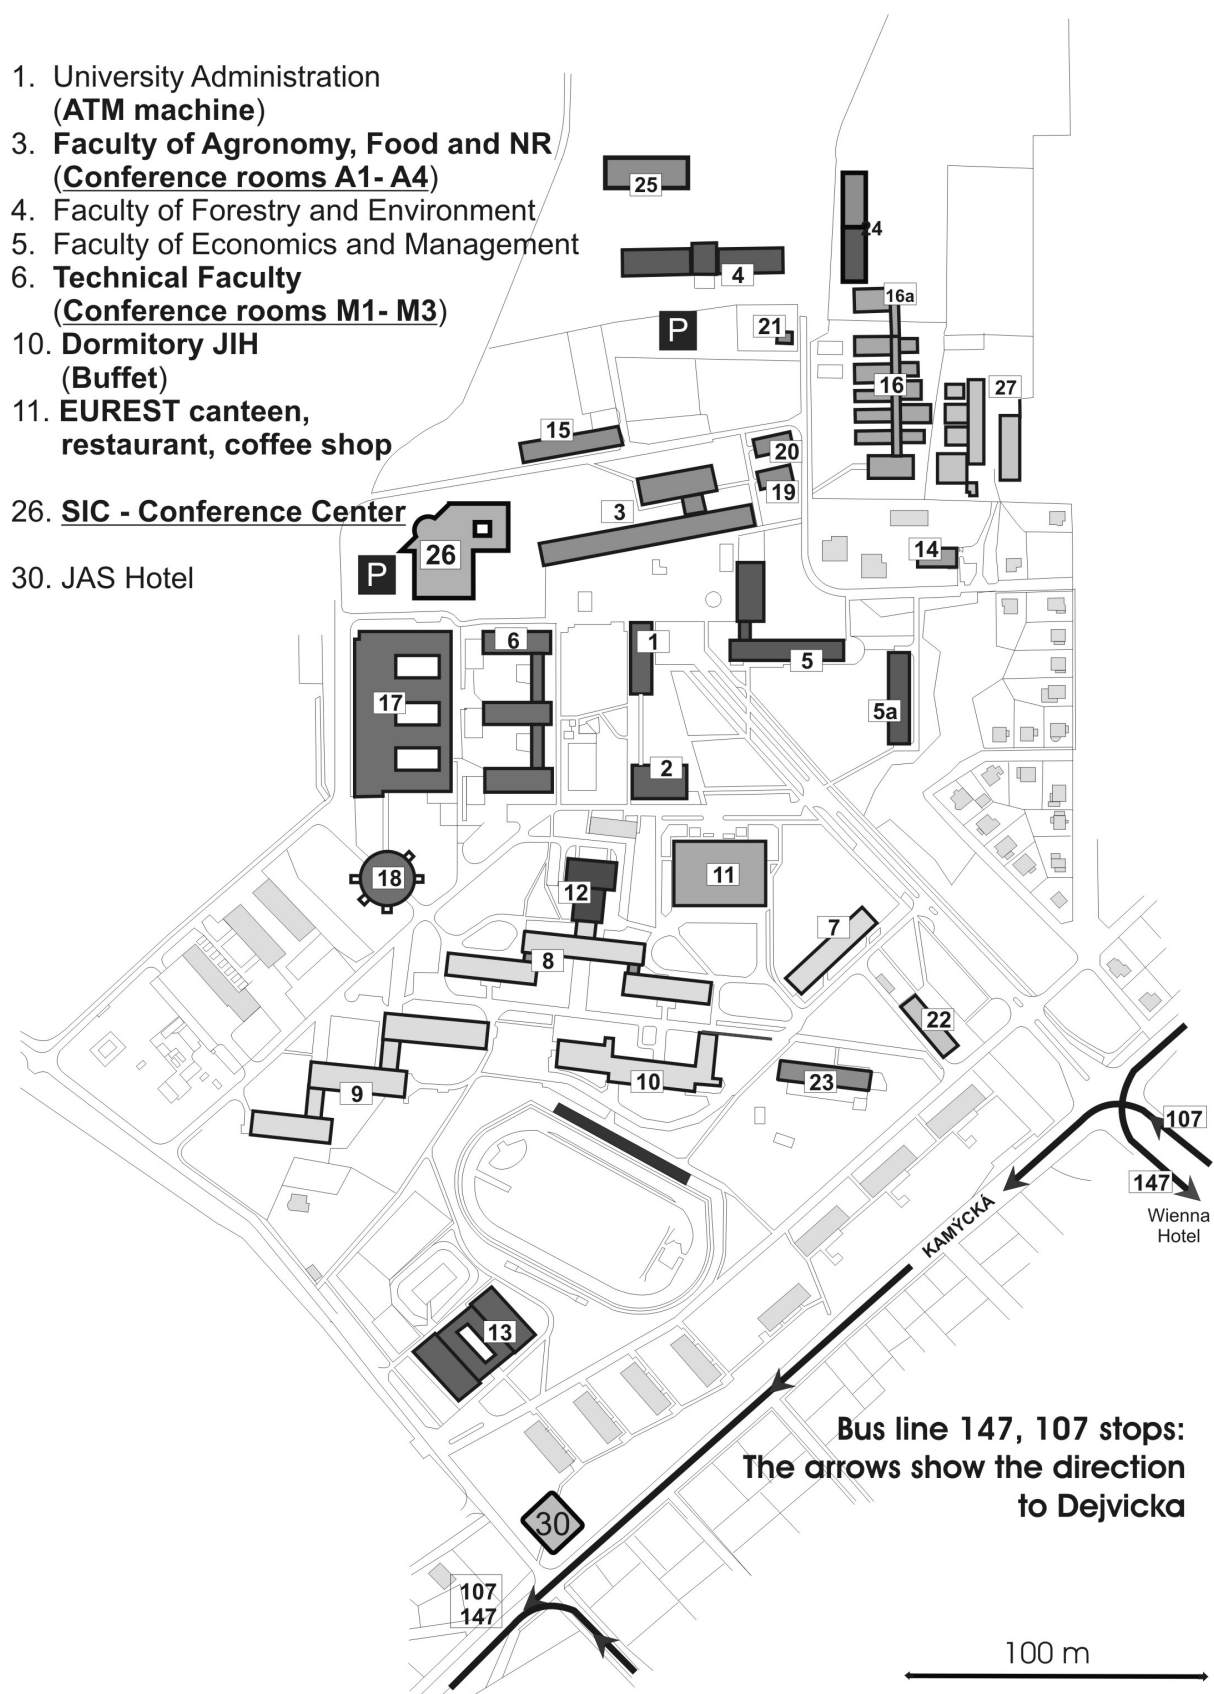 1. University Administration
(ATM machine)
3. Faculty of Agronomy, Food and NR
(Conference rooms A1- A4)
4. Faculty of Forestry and Environment
5. Faculty of Economics and Management
6. Technical Faculty
(Conference rooms M1- M3)
10. Dormitory JIH
(Buffet)
11. EUREST canteen,
restaurant, coffee shop
26. SIC - Conference Center
30. JAS Hotel
25
24
4
16a
P
21
16
27
15
20
19
3
26
14
P
6
1
5
17
5a
2
18
12
11
7
8
22
10
23
9
107
147
Wienna
Hotel
KAMÝCKÁ
13
Bus line 147, 107 stops:
The arrows show the direction
to Dejvicka
30
107
147
100 m